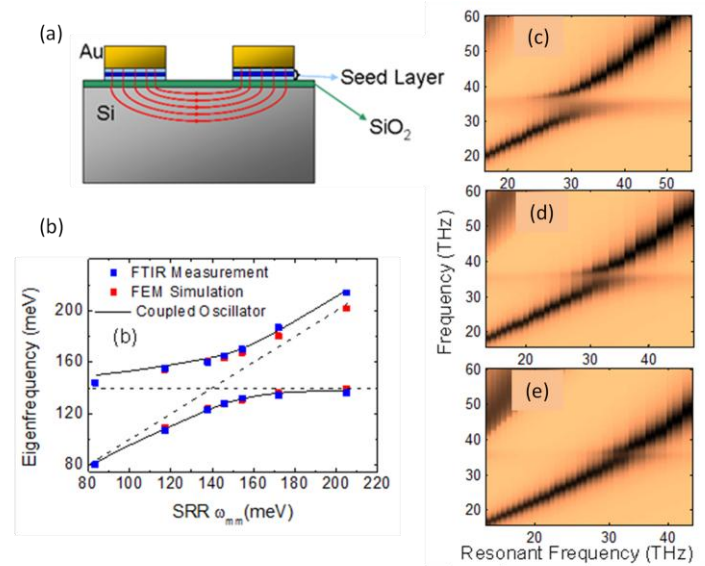 (a)
Au
Seed Layer
Si
SiO₂
(b)
FTIR Measurement
FEM Simulation
Coupled Oscillator
(b)
Eigenfrequency (meV)
200
160
120
80
80 100 120 140 160 180 200 220
SRR ω_mm (meV)
(c)
60
50
40
30
20
20 30 40 50
(d)
60
50
40
30
20
20 30 40
Frequency (THz)
(e)
60
50
40
30
20
20 30 40
Resonant Frequency (THz)